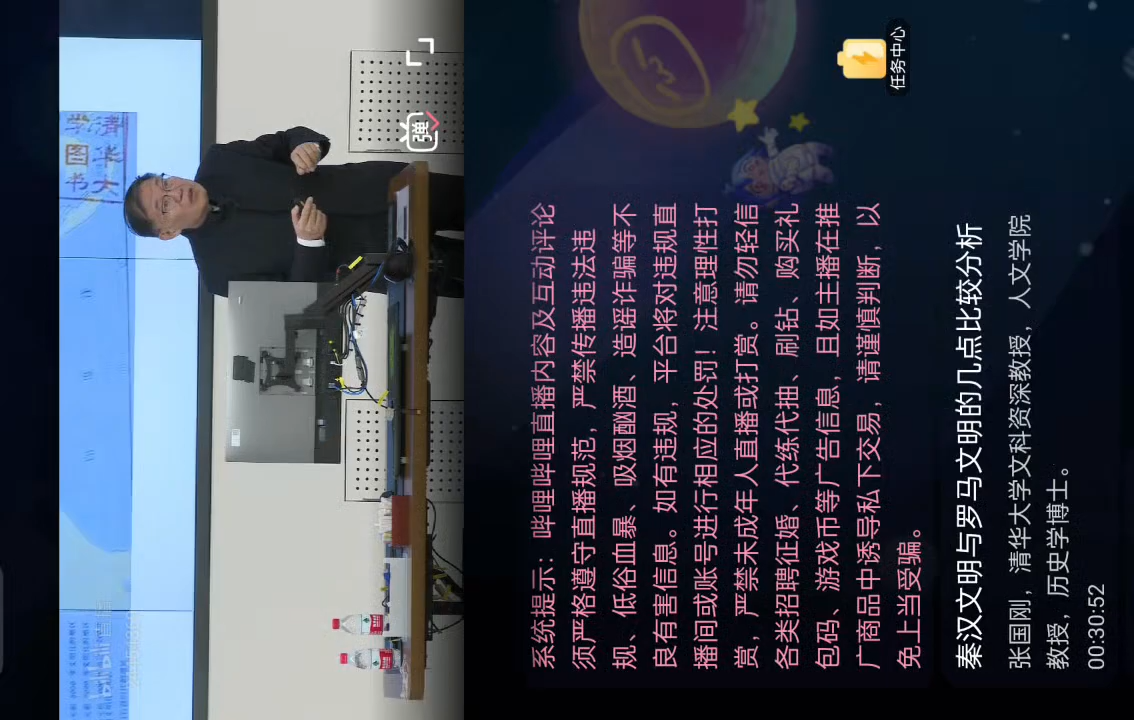 清华大
学图书
弹
任务中心
系统提示：哔哩哔哩直播内容及互动评论
须严格遵守直播规范，严禁传播违法违
规、低俗血暴、吸烟酗酒、造谣诈骗等不
良有害信息。如有违规，平台将对违规直
播间或账号进行相应的处罚！注意理性打
赏，严禁未成年人直播或打赏。请勿轻信
各类招聘征婚、代练代抽、刷钻、购买礼
包码、游戏币等广告信息，且如主播在推
广商品中诱导私下交易，请谨慎判断，以
免上当受骗。
秦汉文明与罗马文明的几点比较分析
张国刚，清华大学文科资深教授，人文学院
教授，历史学博士。
00:30:52